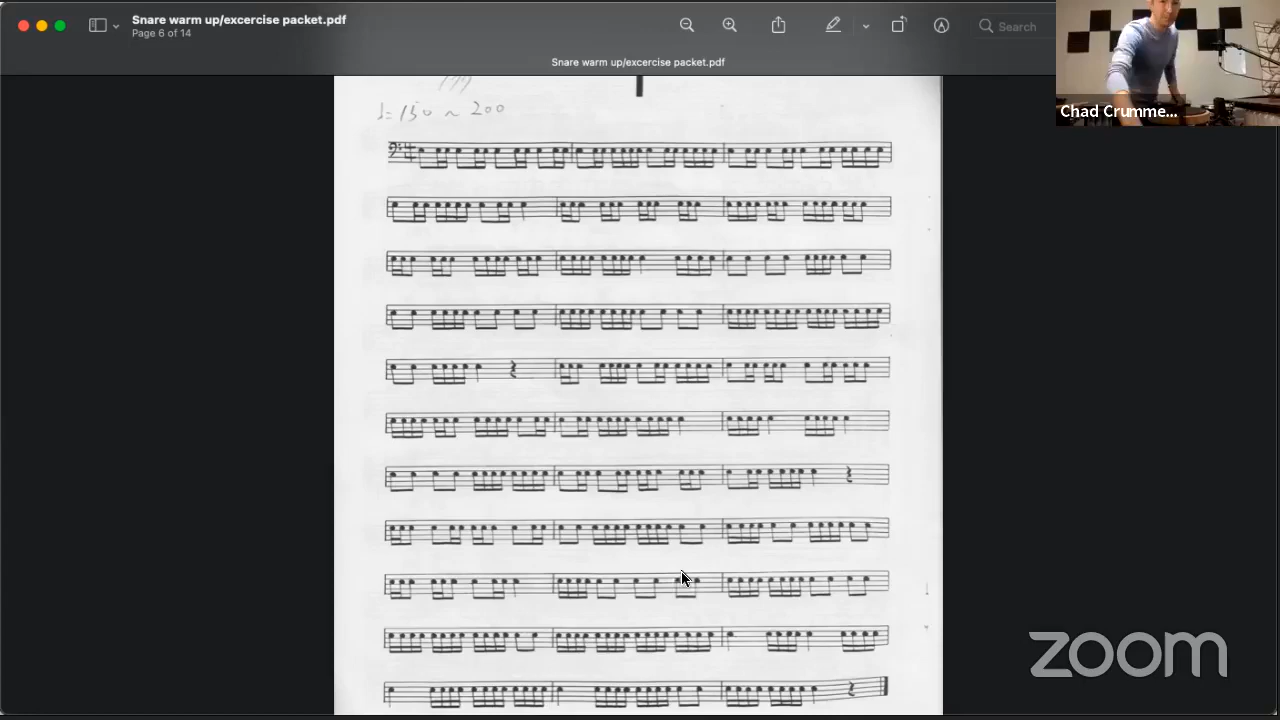 Snare warm up/excercise packet.pdf
Page 6 of 14
Search
Snare warm up/excercise packet.pdf
Chad Crumme...
♩=150 ~ 200
zoom